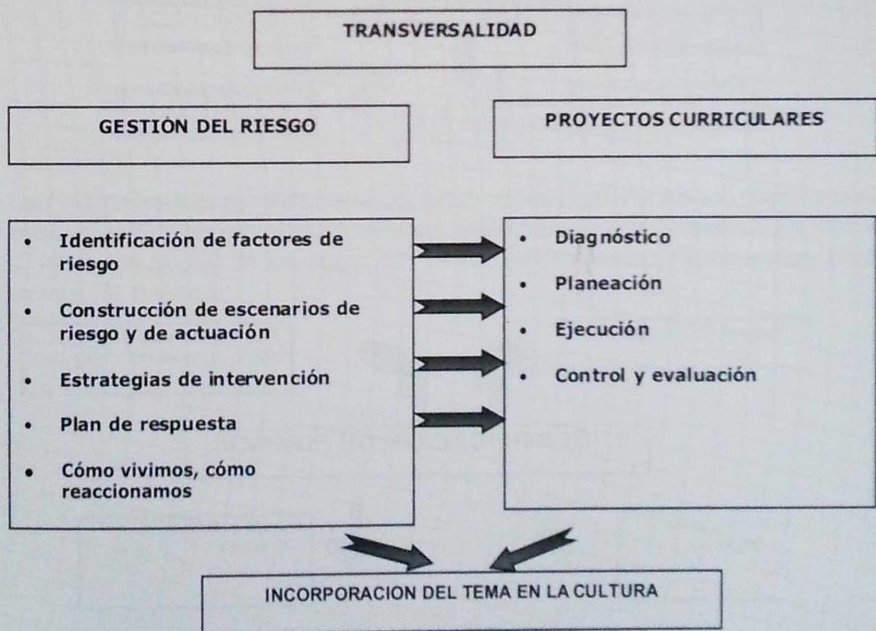 TRANSVERSALIDAD
GESTIÓN DEL RIESGO
PROYECTOS CURRICULARES
• Identificación de factores de
riesgo
• Construcción de escenarios de
riesgo y de actuación
• Estrategias de intervención
• Plan de respuesta
• Cómo vivimos, cómo
reaccionamos
• Diagnóstico
• Planeación
• Ejecución
• Control y evaluación
INCORPORACION DEL TEMA EN LA CULTURA